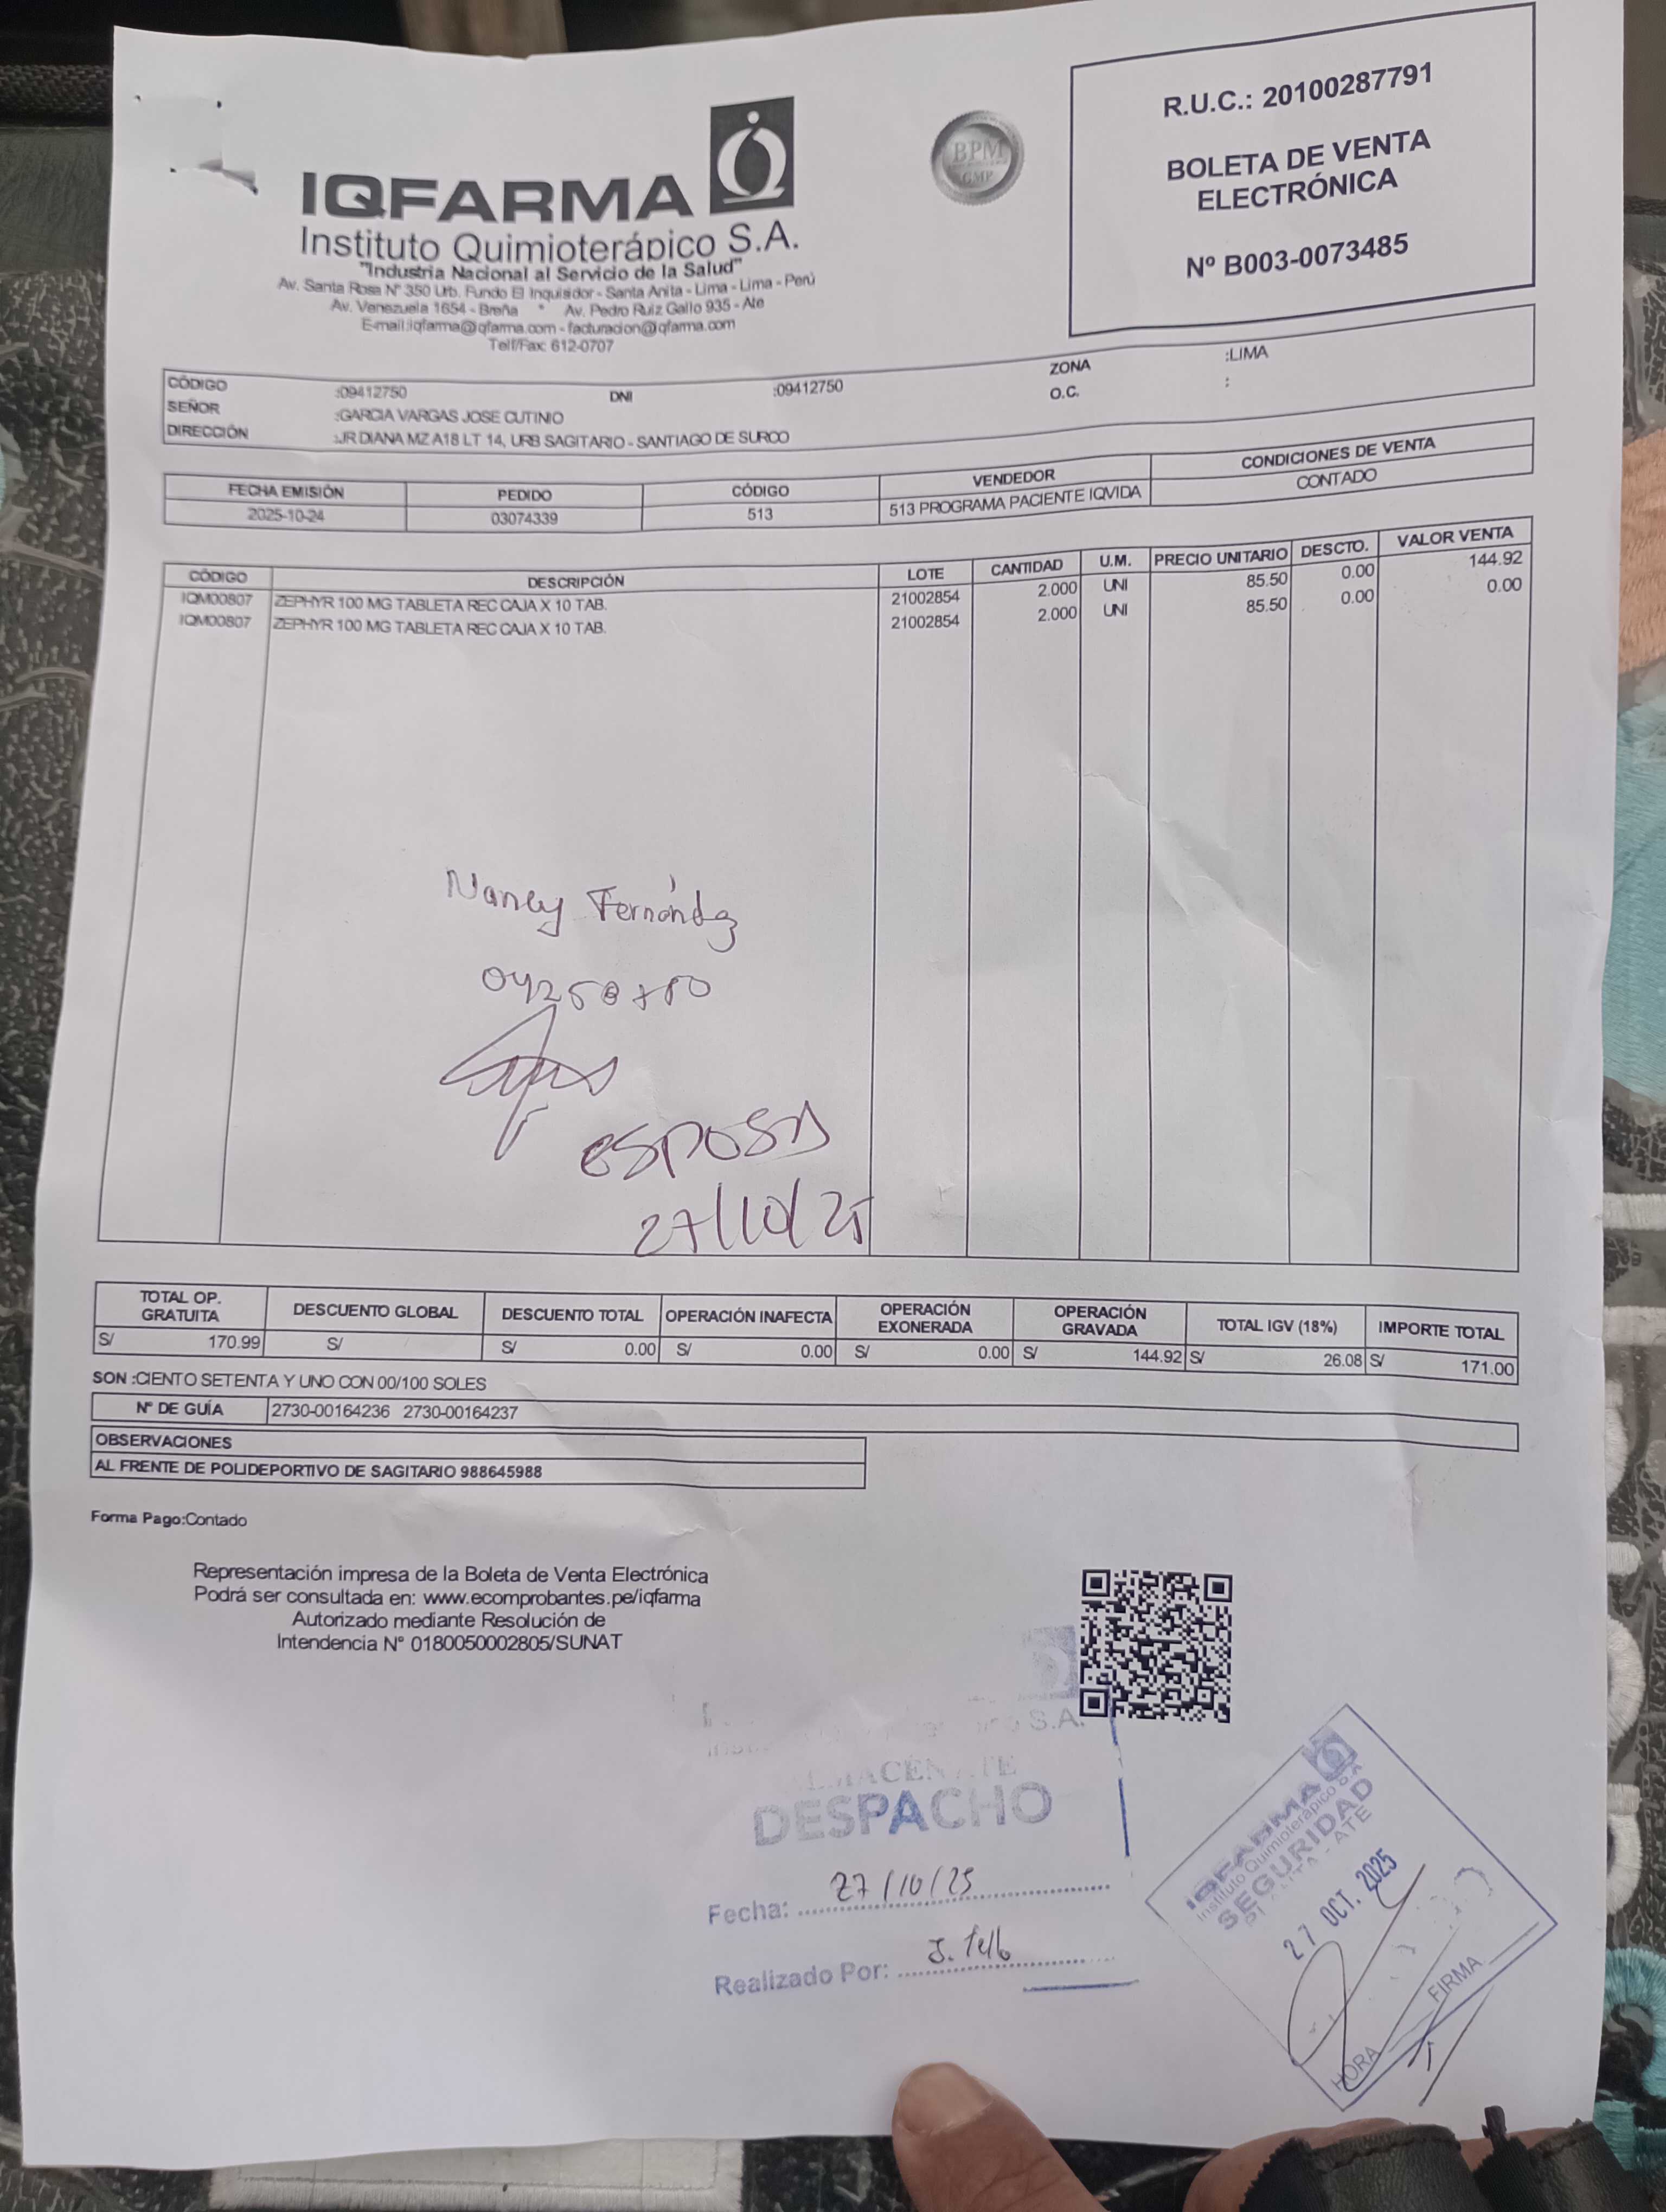 IQFARMA
Instituto Quimioterápico S.A.
"Industria Nacional al Servicio de la Salud"
Av. Santa Rosa N° 350 Urb. Fundo El Inquisidor - Santa Anita - Lima - Lima - Perú
Av. Venezuela 1654 - Breña * Av. Pedro Ruiz Gallo 935 - Ate
E-mail:iqfarma@iqfarma.com - facturacion@iqfarma.com
Telf/Fax: 612-0707
BPM
GMP
R.U.C.: 20100287791
BOLETA DE VENTA
ELECTRÓNICA
Nº B003-0073485
CÓDIGO :09412750 DNI :09412750 ZONA :LIMA
SEÑOR :GARCIA VARGAS JOSE CUTINIO O.C. :
DIRECCIÓN :JR DIANA MZ A18 LT 14, URB SAGITARIO - SANTIAGO DE SURCO
FECHA EMISIÓN PEDIDO CÓDIGO VENDEDOR CONDICIONES DE VENTA
2025-10-24 03074339 513 513 PROGRAMA PACIENTE IQVIDA CONTADO
CÓDIGO DESCRIPCIÓN LOTE CANTIDAD U.M. PRECIO UNITARIO DESCTO. VALOR VENTA
IQM00807 ZEPHYR 100 MG TABLETA REC CAJA X 10 TAB. 21002854 2.000 UNI 85.50 0.00 144.92
IQM00807 ZEPHYR 100 MG TABLETA REC CAJA X 10 TAB. 21002854 2.000 UNI 85.50 0.00 0.00
Nancy Fernández
esposa
27/10/25
TOTAL OP. GRATUITA DESCUENTO GLOBAL DESCUENTO TOTAL OPERACIÓN INAFECTA OPERACIÓN EXONERADA OPERACIÓN GRAVADA TOTAL IGV (18%) IMPORTE TOTAL
S/ 170.99 S/ S/ 0.00 S/ 0.00 S/ 0.00 S/ 144.92 S/ 26.08 S/ 171.00
SON :CIENTO SETENTA Y UNO CON 00/100 SOLES
Nº DE GUÍA 2730-00164236 2730-00164237
OBSERVACIONES
AL FRENTE DE POLIDEPORTIVO DE SAGITARIO 988645988
Forma Pago:Contado
Representación impresa de la Boleta de Venta Electrónica
Podrá ser consultada en: www.ecomprobantes.pe/iqfarma
Autorizado mediante Resolución de
Intendencia N° 0180050002805/SUNAT
S.A.
DESPACHO
Fecha: 27/10/25
Realizado Por: J. Tello
IQFARMA
Instituto Quimioterápico S.A.
SEGURIDAD
PLANTA - ATE
27 OCT. 2025
HORA FIRMA